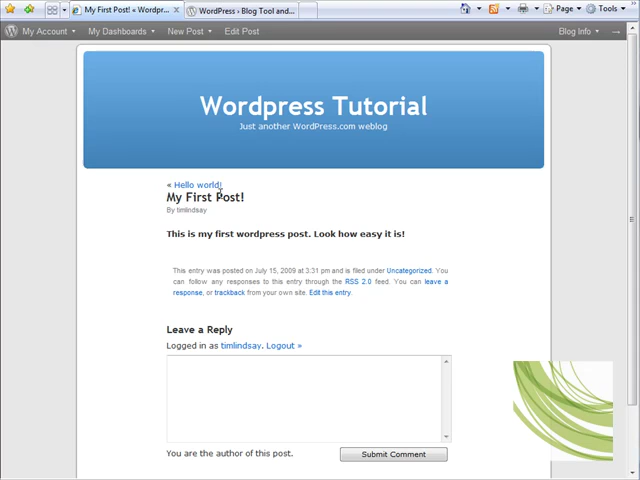 My First Post! « Wordpr...
WordPress › Blog Tool and...
Page
Tools
My Account
My Dashboards
New Post
Edit Post
Blog Info
Wordpress Tutorial
Just another WordPress.com weblog
« Hello world!
My First Post!
By timlindsay
This is my first wordpress post. Look how easy it is!
This entry was posted on July 15, 2009 at 3:31 pm and is filed under Uncategorized. You
can follow any responses to this entry through the RSS 2.0 feed. You can leave a
response, or trackback from your own site. Edit this entry.
Leave a Reply
Logged in as timlindsay. Logout »
You are the author of this post.
Submit Comment